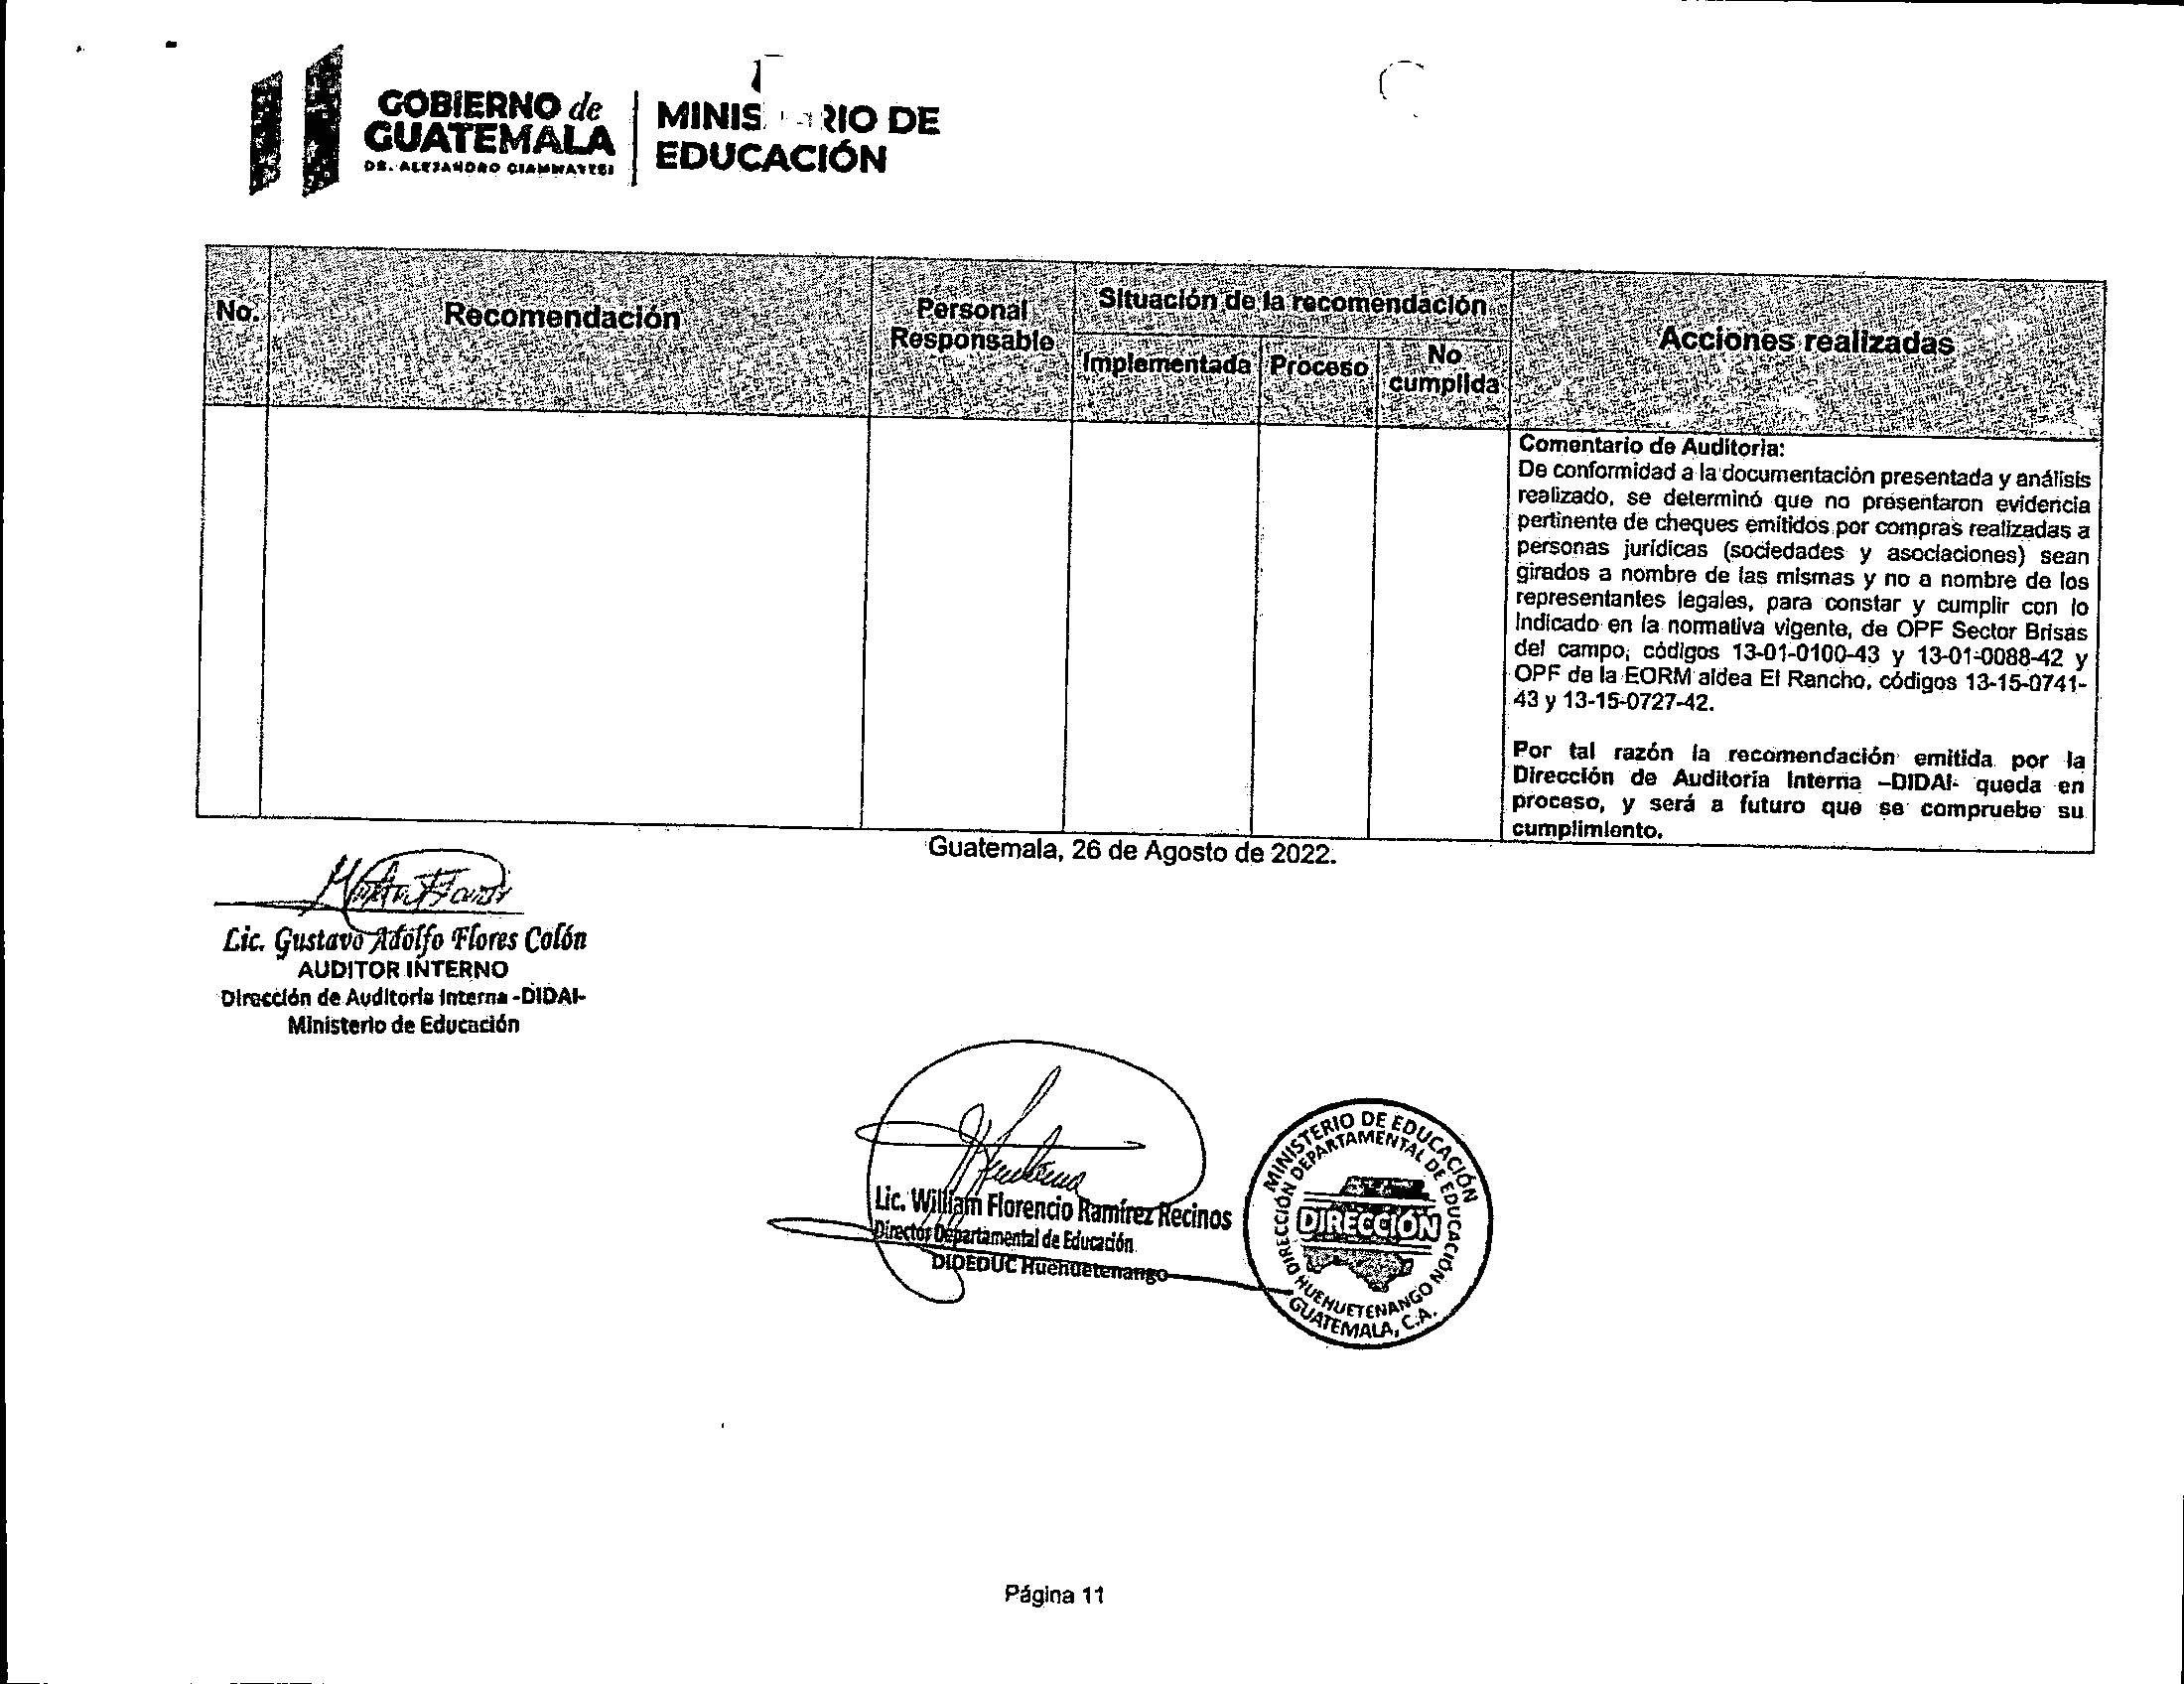 GOBIERNO de
GUATEMALA
DR. ALEJANDRO GIAMMATTEI
MINISTERIO DE
EDUCACIÓN
No.
Recomendación
Personal
Responsable
Situación de la recomendación
Implementada
Proceso
No
cumplida
Acciones realizadas
Comentario de Auditoria:
De conformidad a la documentación presentada y análisis
realizado, se determinó que no presentaron evidencia
pertinente de cheques emitidos por compras realizadas a
personas jurídicas (sociedades y asociaciones) sean
girados a nombre de las mismas y no a nombre de los
representantes legales, para constar y cumplir con lo
indicado en la normativa vigente, de OPF Sector Brisas
del campo, códigos 13-01-0100-43 y 13-01-0088-42 y
OPF de la EORM aldea El Rancho, códigos 13-15-0741-
43 y 13-15-0727-42.
Por tal razón la recomendación emitida por la
Dirección de Auditoría Interna –DIDAI- queda en
proceso, y será a futuro que se compruebe su
cumplimiento.
Guatemala, 26 de Agosto de 2022.
Lic. Gustavo Adolfo Flores Colón
AUDITOR INTERNO
Dirección de Auditoría Interna -DIDAI-
Ministerio de Educación
Lic. William Florencio Ramírez Recinos
Director Departamental de Educación
DIDEDUC Huehuetenango
MINISTERIO DE EDUCACIÓN
DIRECCIÓN DEPARTAMENTAL DE EDUCACIÓN
DIRECCIÓN
HUEHUETENANGO
GUATEMALA, C.A.
Página 11